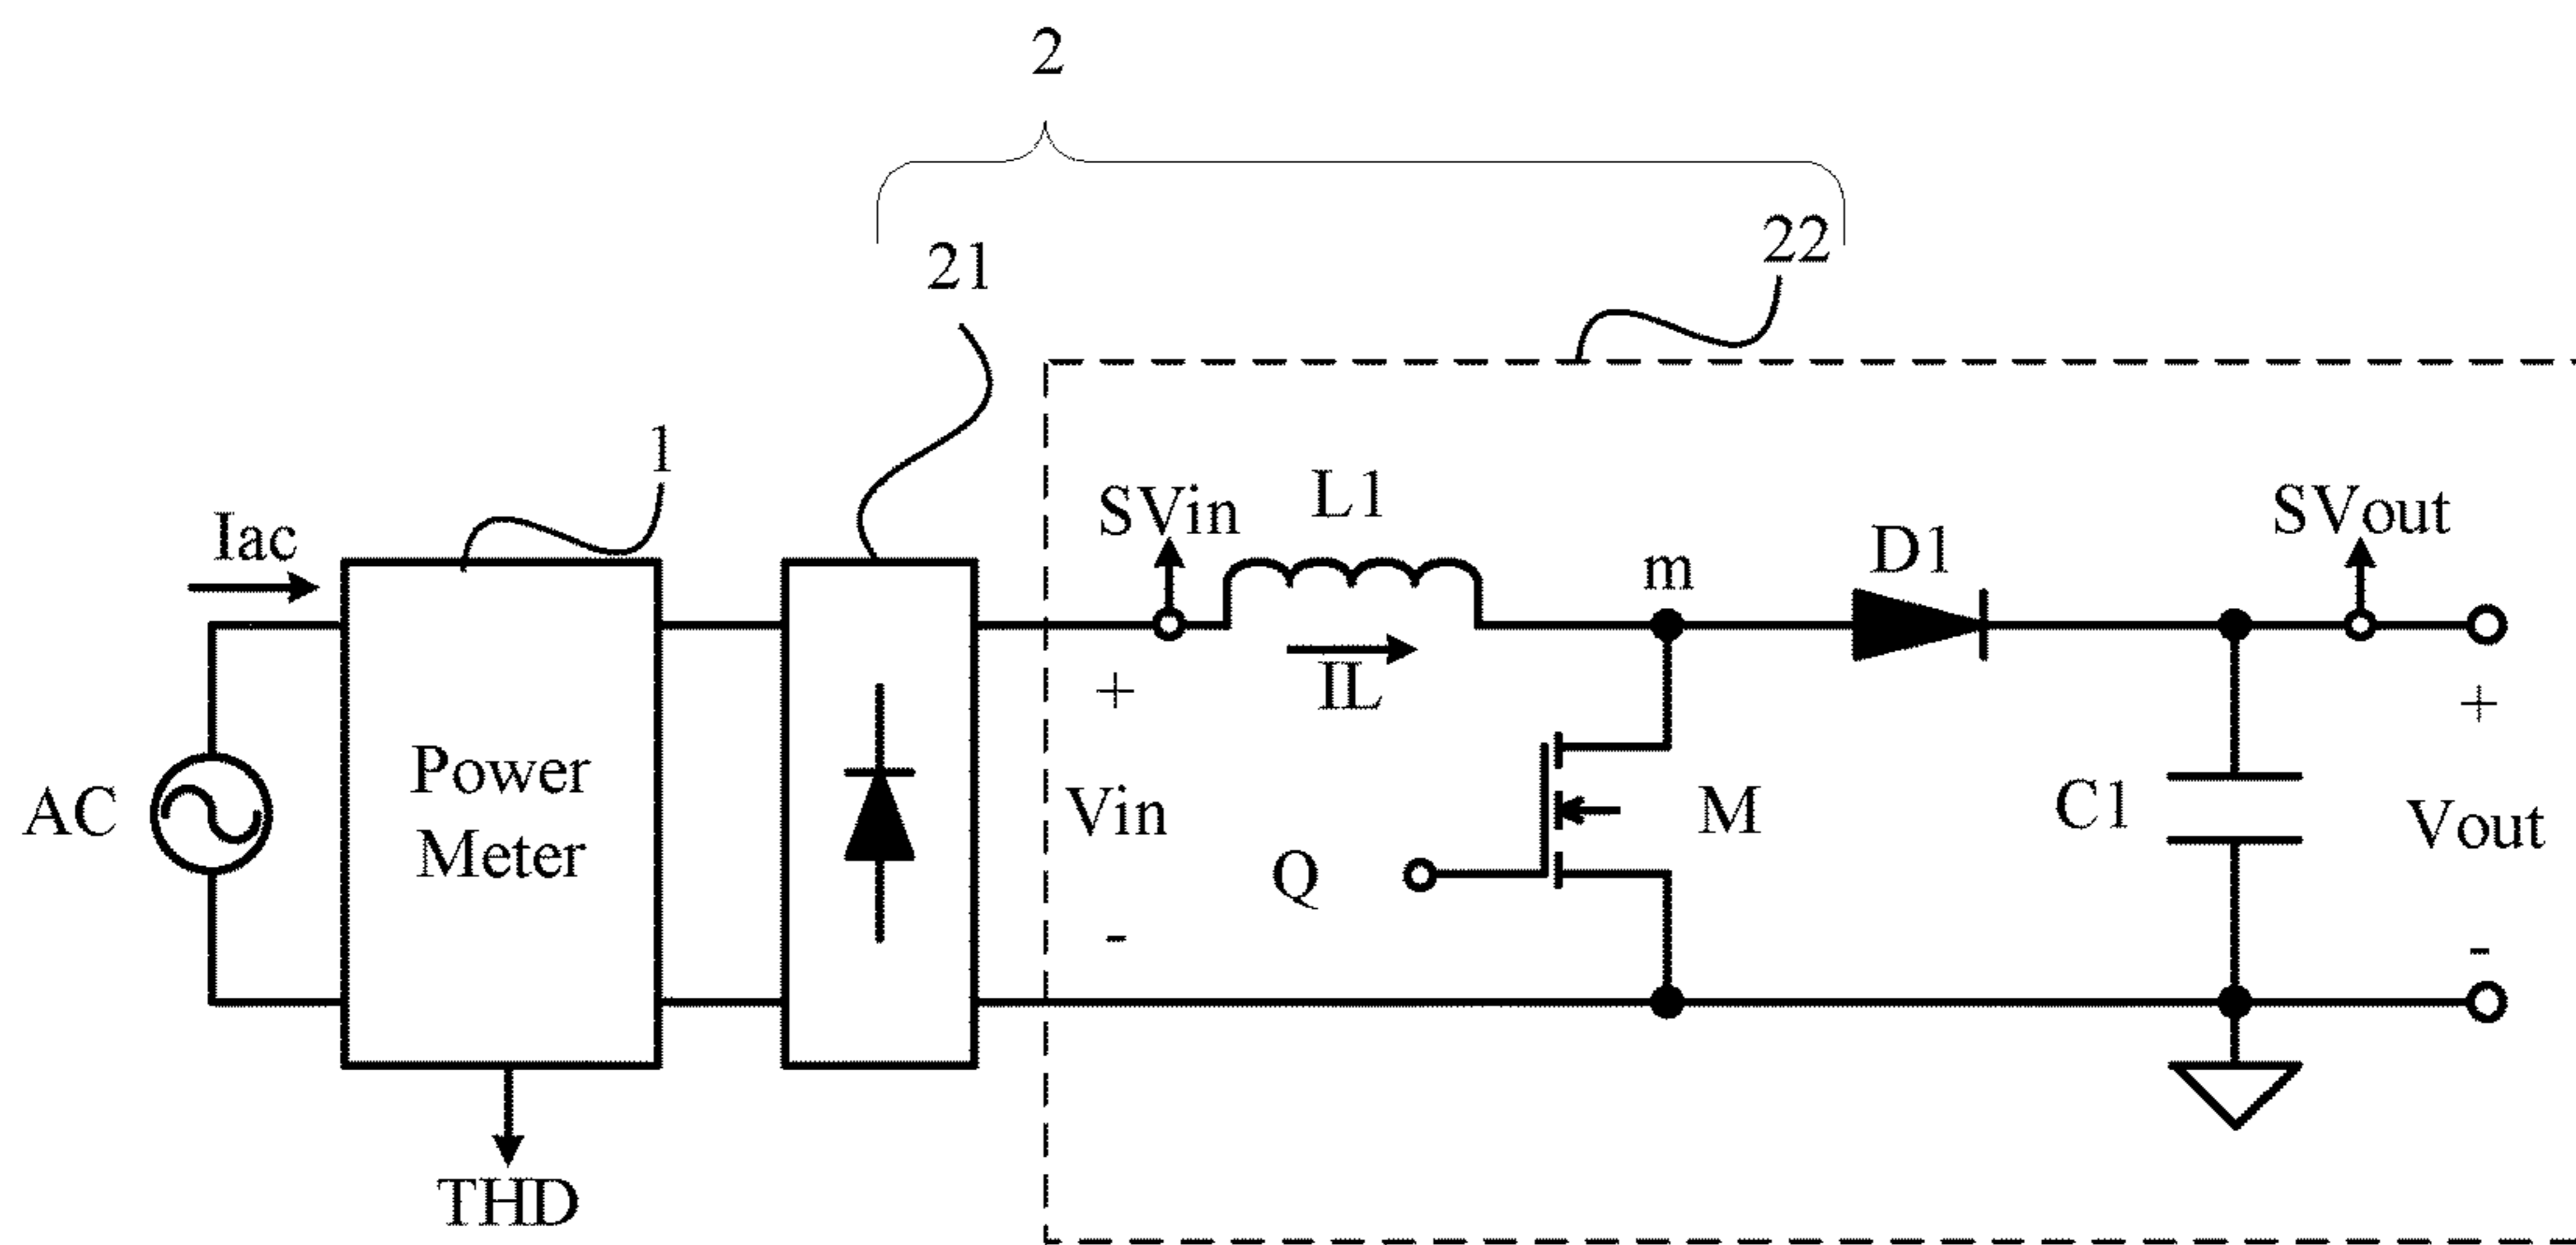 2
21
22
1
Iac
SVin
L1
m
D1
SVout
IL
+
+
AC
Power
Meter
Vin
Q
M
C1
Vout
-
-
THD